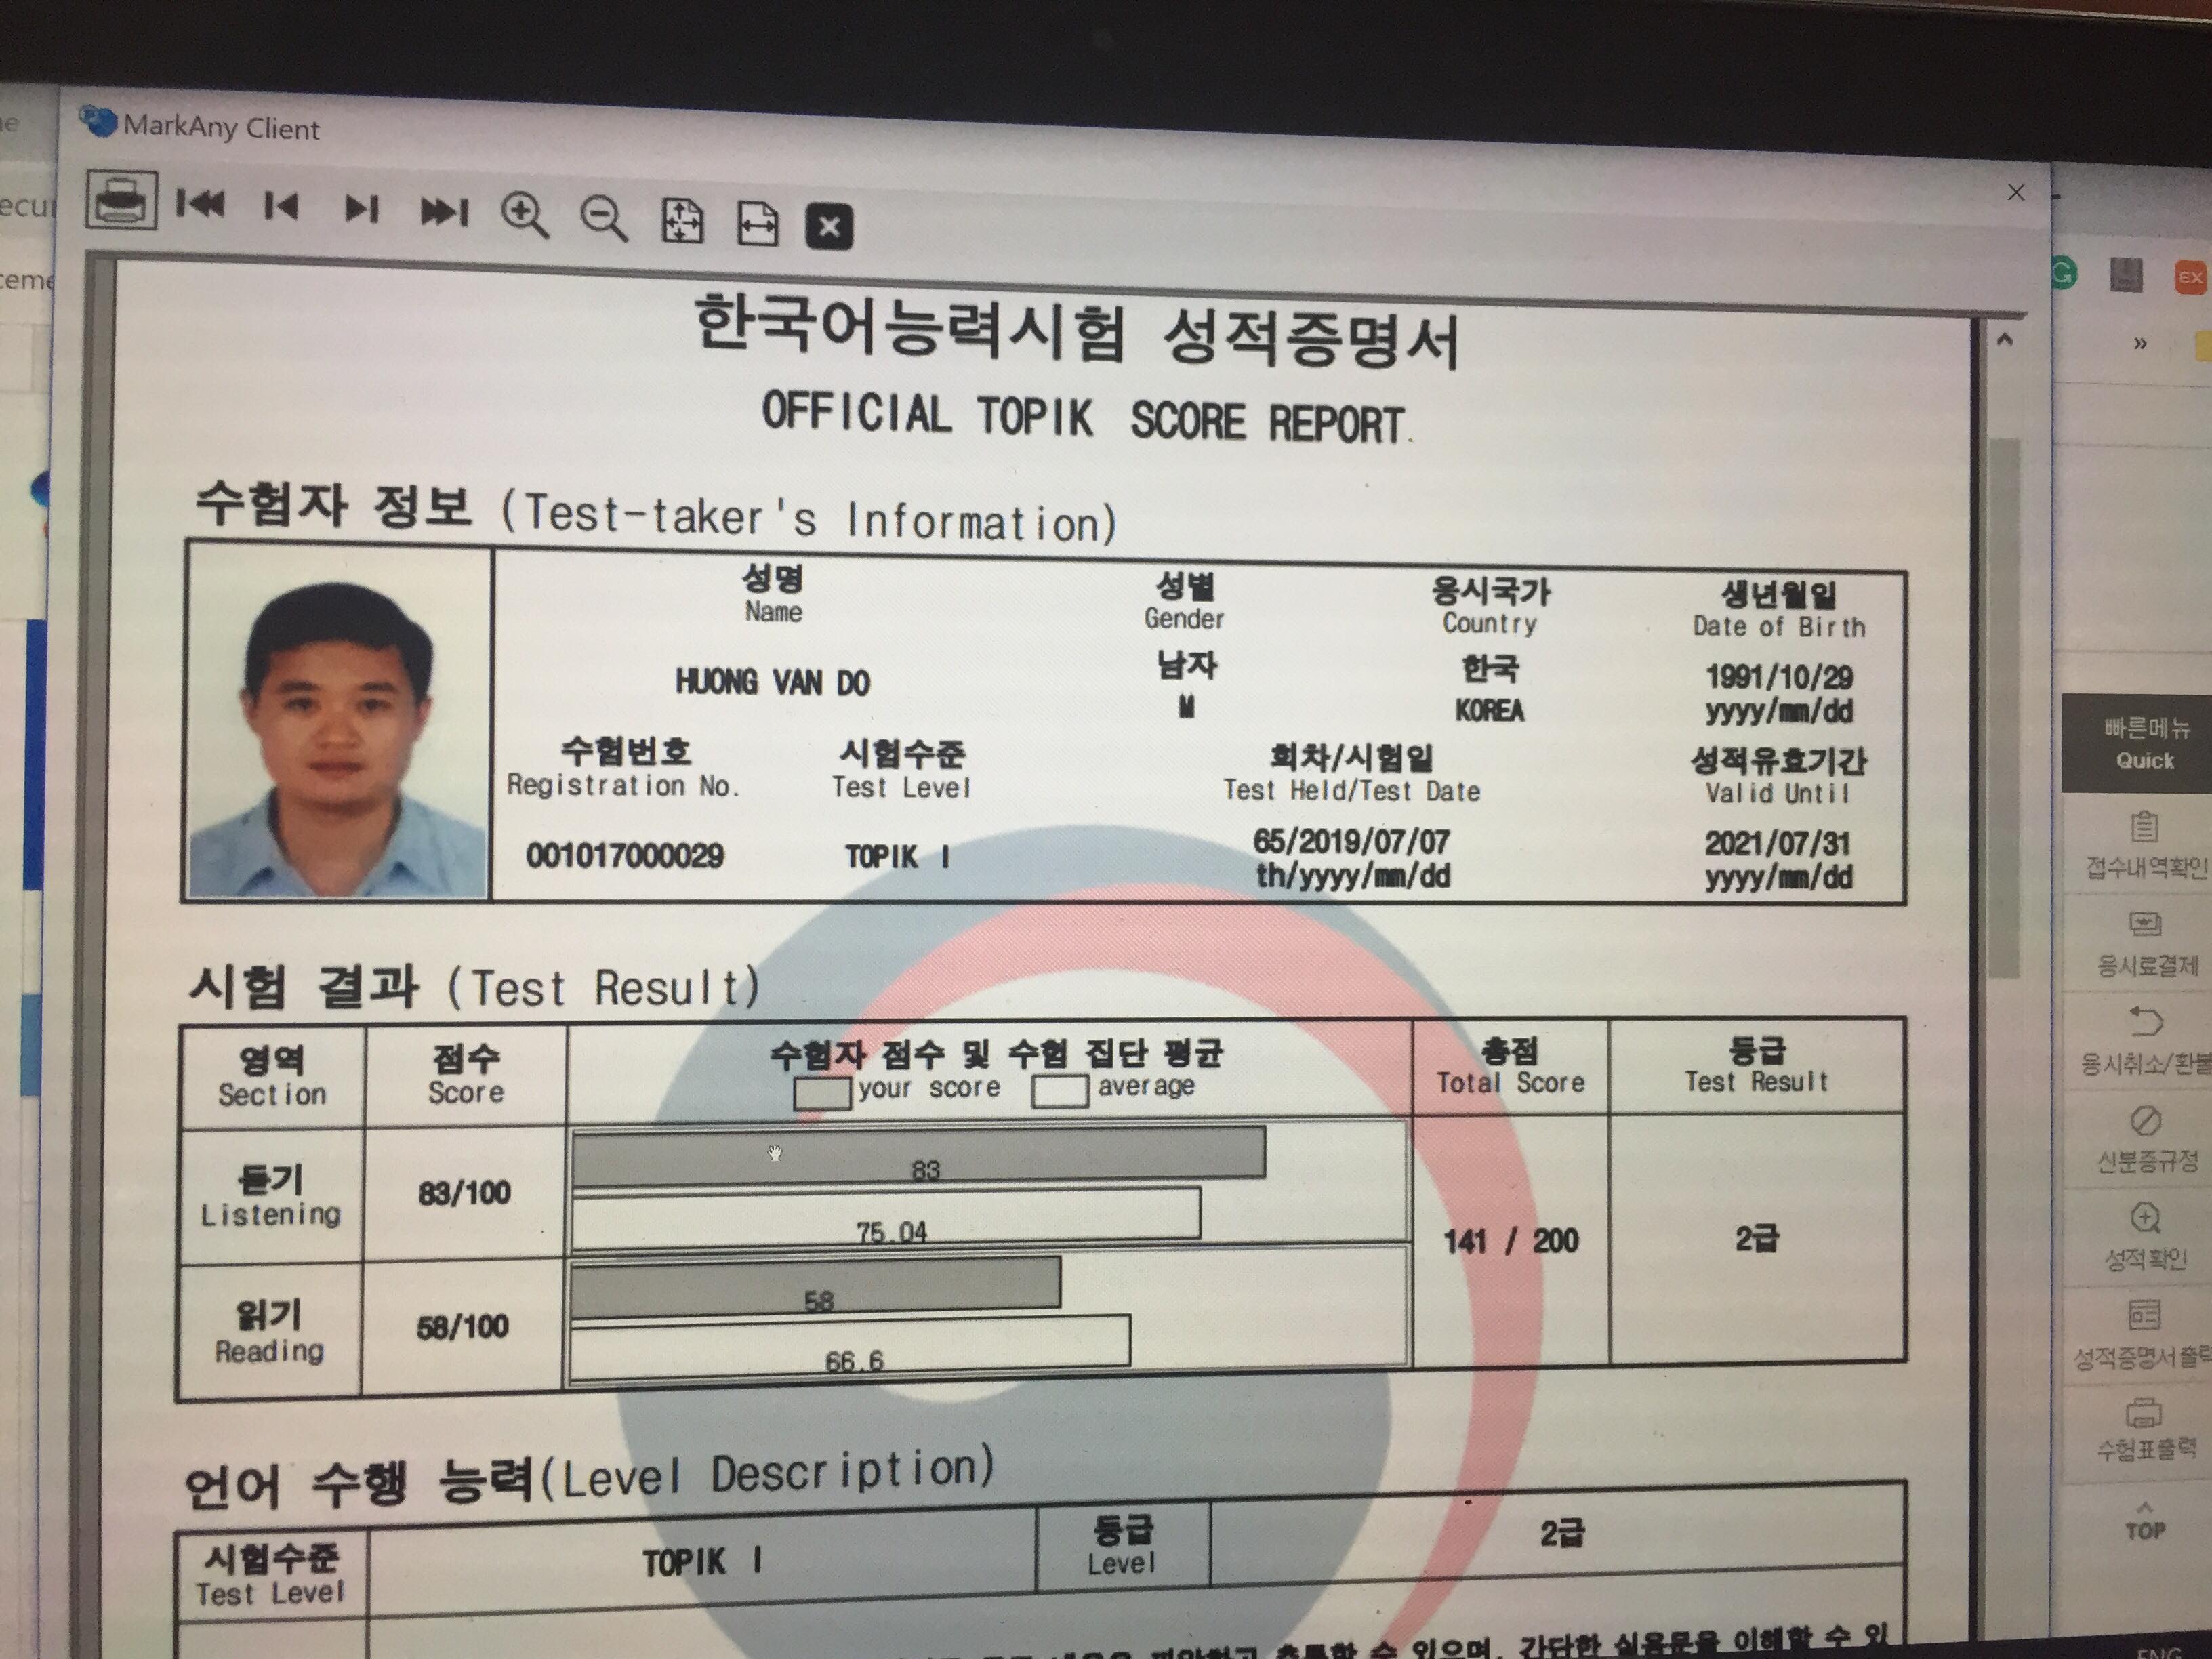 MarkAny Client
한국어능력시험 성적증명서
OFFICIAL TOPIK SCORE REPORT
수험자 정보 (Test-taker's Information)
성명 성별 응시국가 생년월일
Name Gender Country Date of Birth
HUONG VAN DO 남자 한국 1991/10/29
M KOREA yyyy/mm/dd
수험번호 시험수준 회차/시험일 성적유효기간
Registration No. Test Level Test Held/Test Date Valid Until
001017000029 TOPIK I 65/2019/07/07 2021/07/31
th/yyyy/mm/dd yyyy/mm/dd
시험 결과 (Test Result)
영역 점수 수험자 점수 및 수험 집단 평균 총점 등급
Section Score your score average Total Score Test Result
듣기 83/100 83
Listening 75.04
141 / 200 2급
읽기 58/100 58
Reading 66.6
언어 수행 능력(Level Description)
시험수준 TOPIK I 등급 2급
Test Level Level
수 있으며, 간단한 실용문을 이해할 수 있
빠른메뉴
Quick
접수내역확인
응시료결제
응시취소/환불
신분증규정
성적확인
성적증명서출력
수험표출력
TOP
EX
ENG